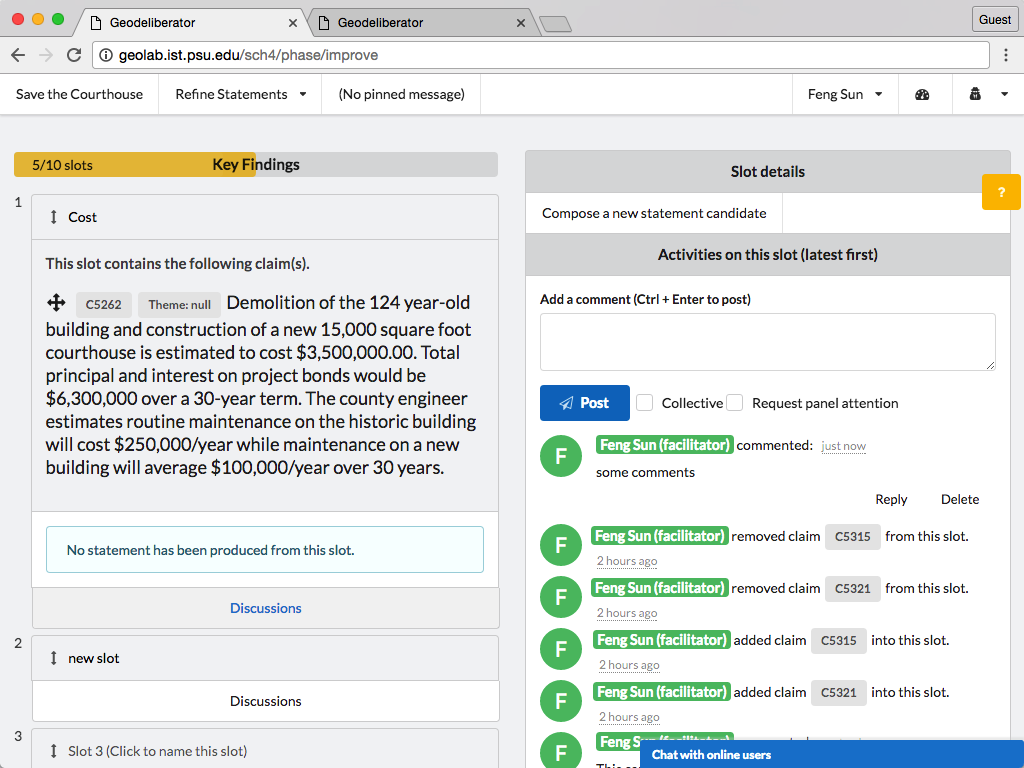 Geodeliberator
Geodeliberator
Guest
geolab.ist.psu.edu/sch4/phase/improve
Save the Courthouse
Refine Statements
(No pinned message)
Feng Sun
5/10 slots
Key Findings
1
Cost
This slot contains the following claim(s).
C5262 Theme: null Demolition of the 124 year-old
building and construction of a new 15,000 square foot
courthouse is estimated to cost $3,500,000.00. Total
principal and interest on project bonds would be
$6,300,000 over a 30-year term. The county engineer
estimates routine maintenance on the historic building
will cost $250,000/year while maintenance on a new
building will average $100,000/year over 30 years.
No statement has been produced from this slot.
Discussions
2
new slot
Discussions
3
Slot 3 (Click to name this slot)
Slot details
?
Compose a new statement candidate
Activities on this slot (latest first)
Add a comment (Ctrl + Enter to post)
Post
Collective
Request panel attention
F
Feng Sun (facilitator) commented: just now
some comments
Reply
Delete
F
Feng Sun (facilitator) removed claim C5315 from this slot.
2 hours ago
F
Feng Sun (facilitator) removed claim C5321 from this slot.
2 hours ago
F
Feng Sun (facilitator) added claim C5315 into this slot.
2 hours ago
F
Feng Sun (facilitator) added claim C5321 into this slot.
2 hours ago
F
Feng
Chat with online users